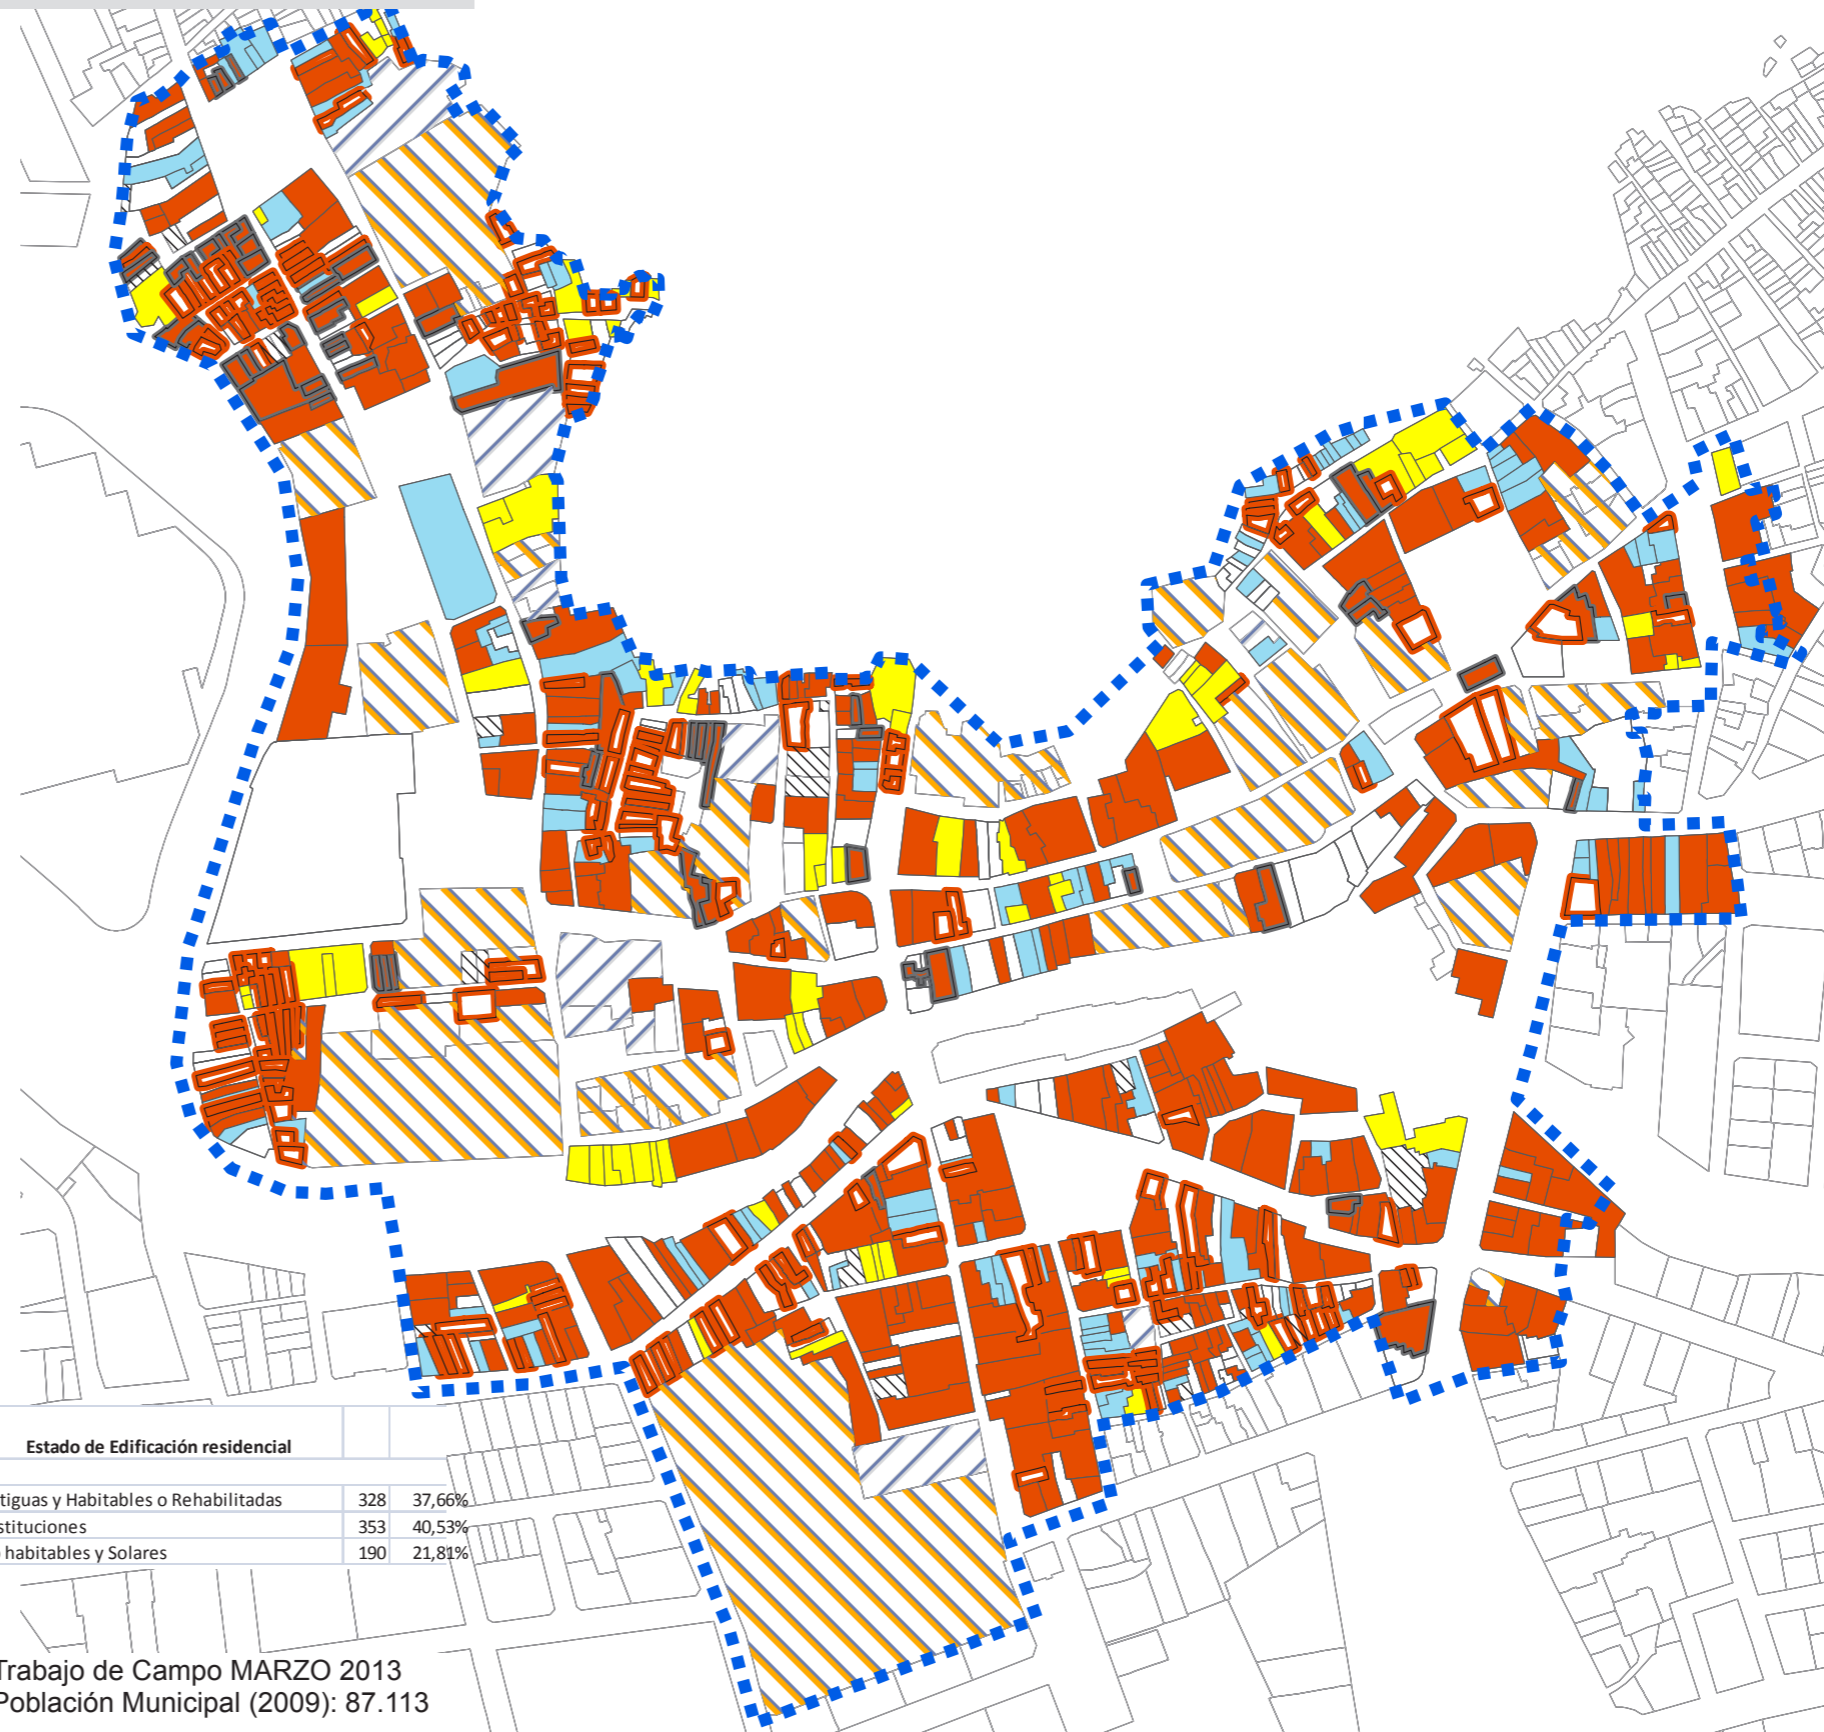 Estado de Edificación residencial
tiguas y Habitables o Rehabilitadas 328 37,66%
stituciones 353 40,53%
habitables y Solares 190 21,81%
Trabajo de Campo MARZO 2013
Población Municipal (2009): 87.113